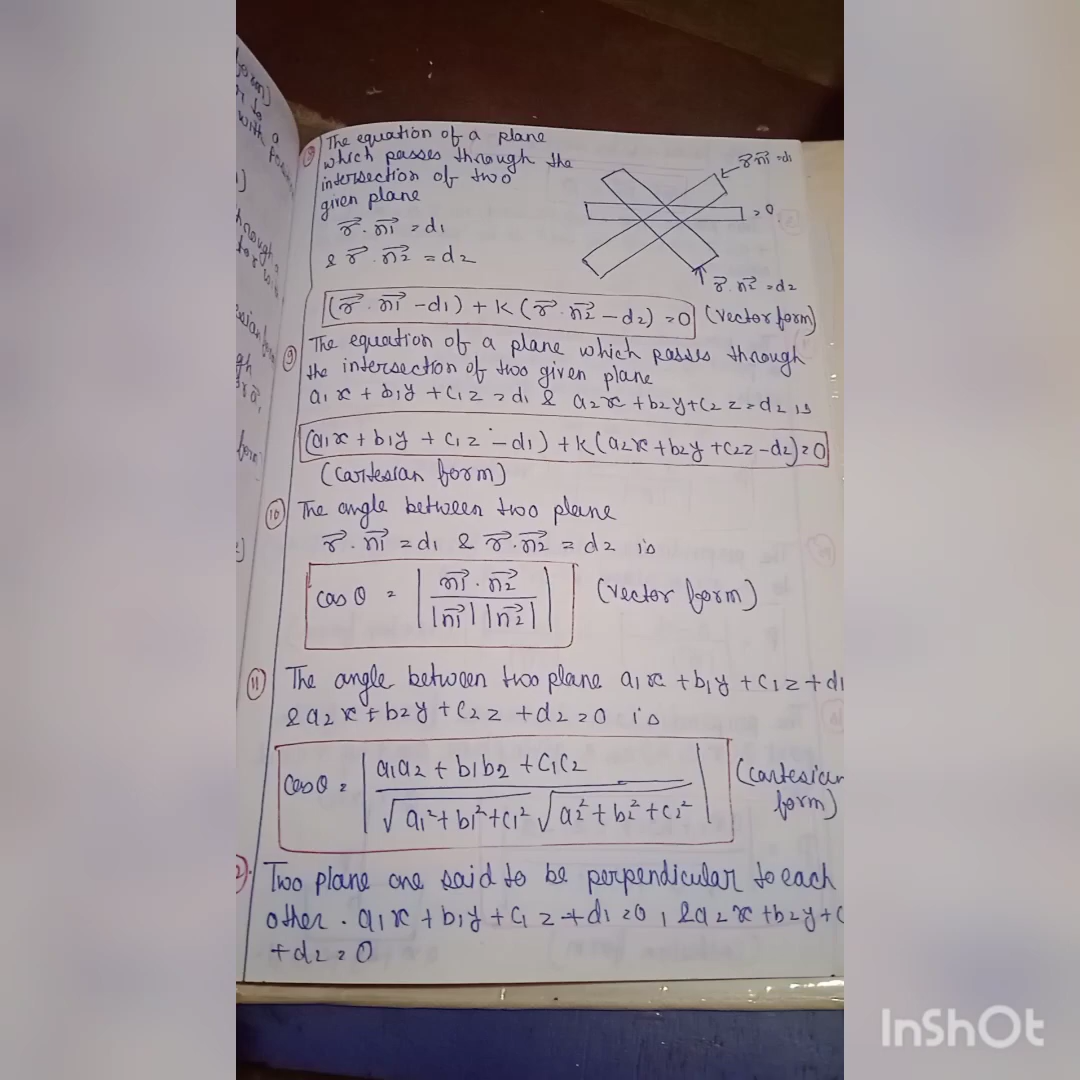 The equation of a plane
which passes through the
intersection of two
given plane
r⃗ . n⃗1 = d1
& r⃗ . n⃗2 = d2
r⃗ . n⃗1 = d1
= 0
r⃗ . n⃗2 = d2
(r⃗ . n⃗1 - d1) + K (r⃗ . n⃗2 - d2) = 0 (vector form)
9 The equation of a plane which passes through
the intersection of two given plane
a1x + b1y + c1z = d1 & a2x + b2y + c2z = d2 is
(a1x + b1y + c1z - d1) + K (a2x + b2y + c2z - d2) = 0
(Cartesian form)
10 The angle between two plane
r⃗ . n⃗1 = d1 & r⃗ . n⃗2 = d2 is
cos θ = | n⃗1 . n⃗2 / |n⃗1| |n⃗2| | (vector form)
11 The angle between two plane a1x + b1y + c1z + d1
& a2x + b2y + c2z + d2 = 0 is
cos θ = | a1a2 + b1b2 + c1c2 / √a1² + b1² + c1² √a2² + b2² + c2² | (cartesian
form)
2). Two plane are said to be perpendicular to each
other . a1x + b1y + c1z + d1 = 0 , & a2x + b2y + c
+ d2 = 0
InShOt